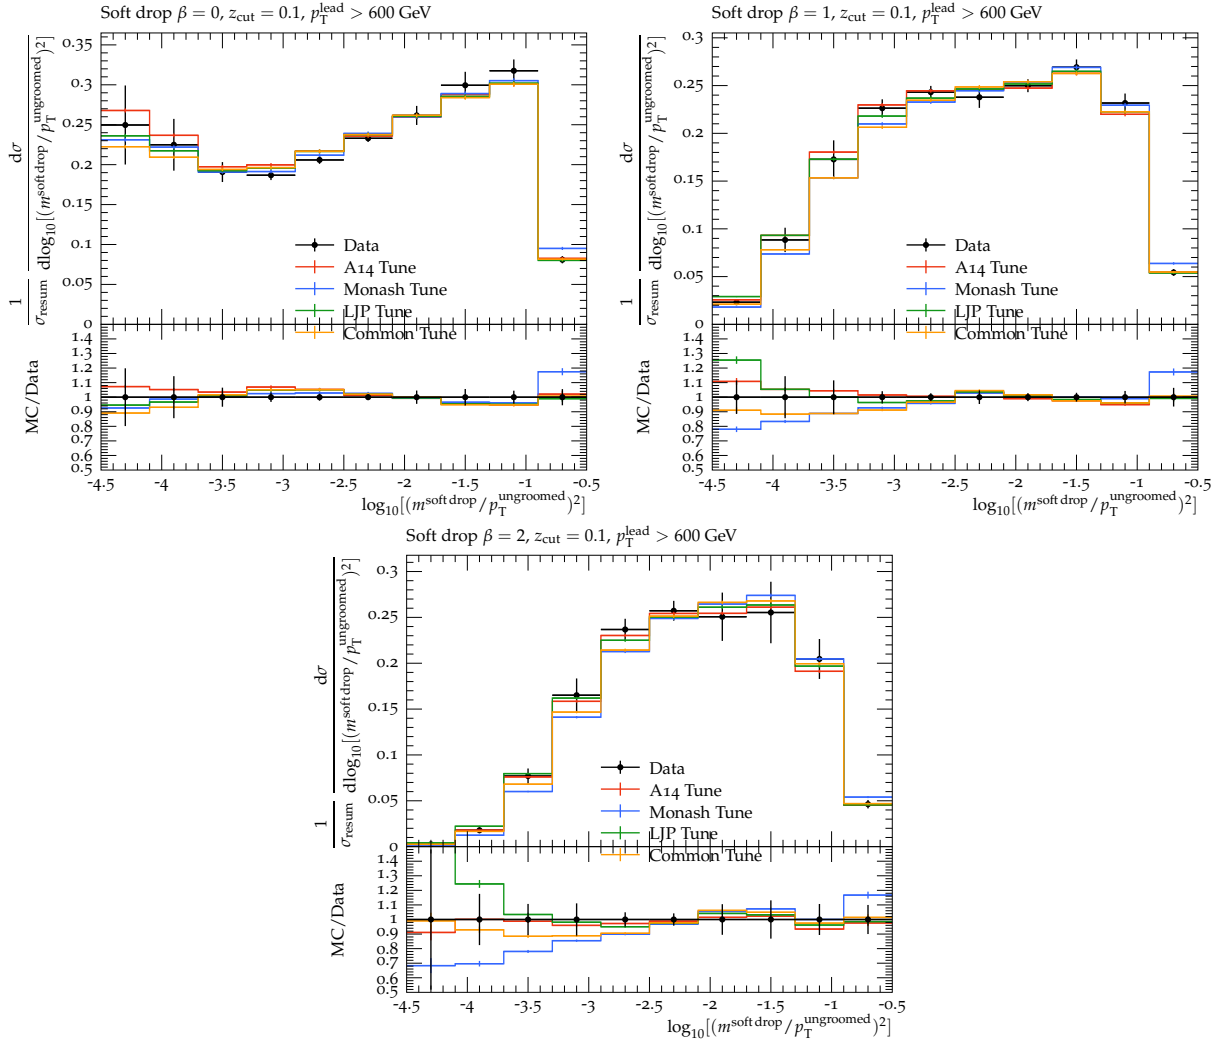 Soft drop β = 0, z_cut = 0.1, p_T^lead > 600 GeV
1/σ_resum dσ/dlog₁₀[(m^soft drop/p_T^ungroomed)²]
0.35
0.3
0.25
0.2
0.15
0.1
0.05
0
Data
A14 Tune
Monash Tune
LJP Tune
Common Tune
MC/Data
1.4
1.3
1.2
1.1
1
0.9
0.8
0.7
0.6
0.5
-4.5 -4 -3.5 -3 -2.5 -2 -1.5 -1 -0.5
log₁₀[(m^soft drop/p_T^ungroomed)²]
Soft drop β = 1, z_cut = 0.1, p_T^lead > 600 GeV
1/σ_resum dσ/dlog₁₀[(m^soft drop/p_T^ungroomed)²]
0.3
0.25
0.2
0.15
0.1
0.05
0
Data
A14 Tune
Monash Tune
LJP Tune
Common Tune
MC/Data
1.4
1.3
1.2
1.1
1
0.9
0.8
0.7
0.6
0.5
-4.5 -4 -3.5 -3 -2.5 -2 -1.5 -1 -0.5
log₁₀[(m^soft drop/p_T^ungroomed)²]
Soft drop β = 2, z_cut = 0.1, p_T^lead > 600 GeV
1/σ_resum dσ/dlog₁₀[(m^soft drop/p_T^ungroomed)²]
0.3
0.25
0.2
0.15
0.1
0.05
0
Data
A14 Tune
Monash Tune
LJP Tune
Common Tune
MC/Data
1.4
1.3
1.2
1.1
1
0.9
0.8
0.7
0.6
0.5
-4.5 -4 -3.5 -3 -2.5 -2 -1.5 -1 -0.5
log₁₀[(m^soft drop/p_T^ungroomed)²]